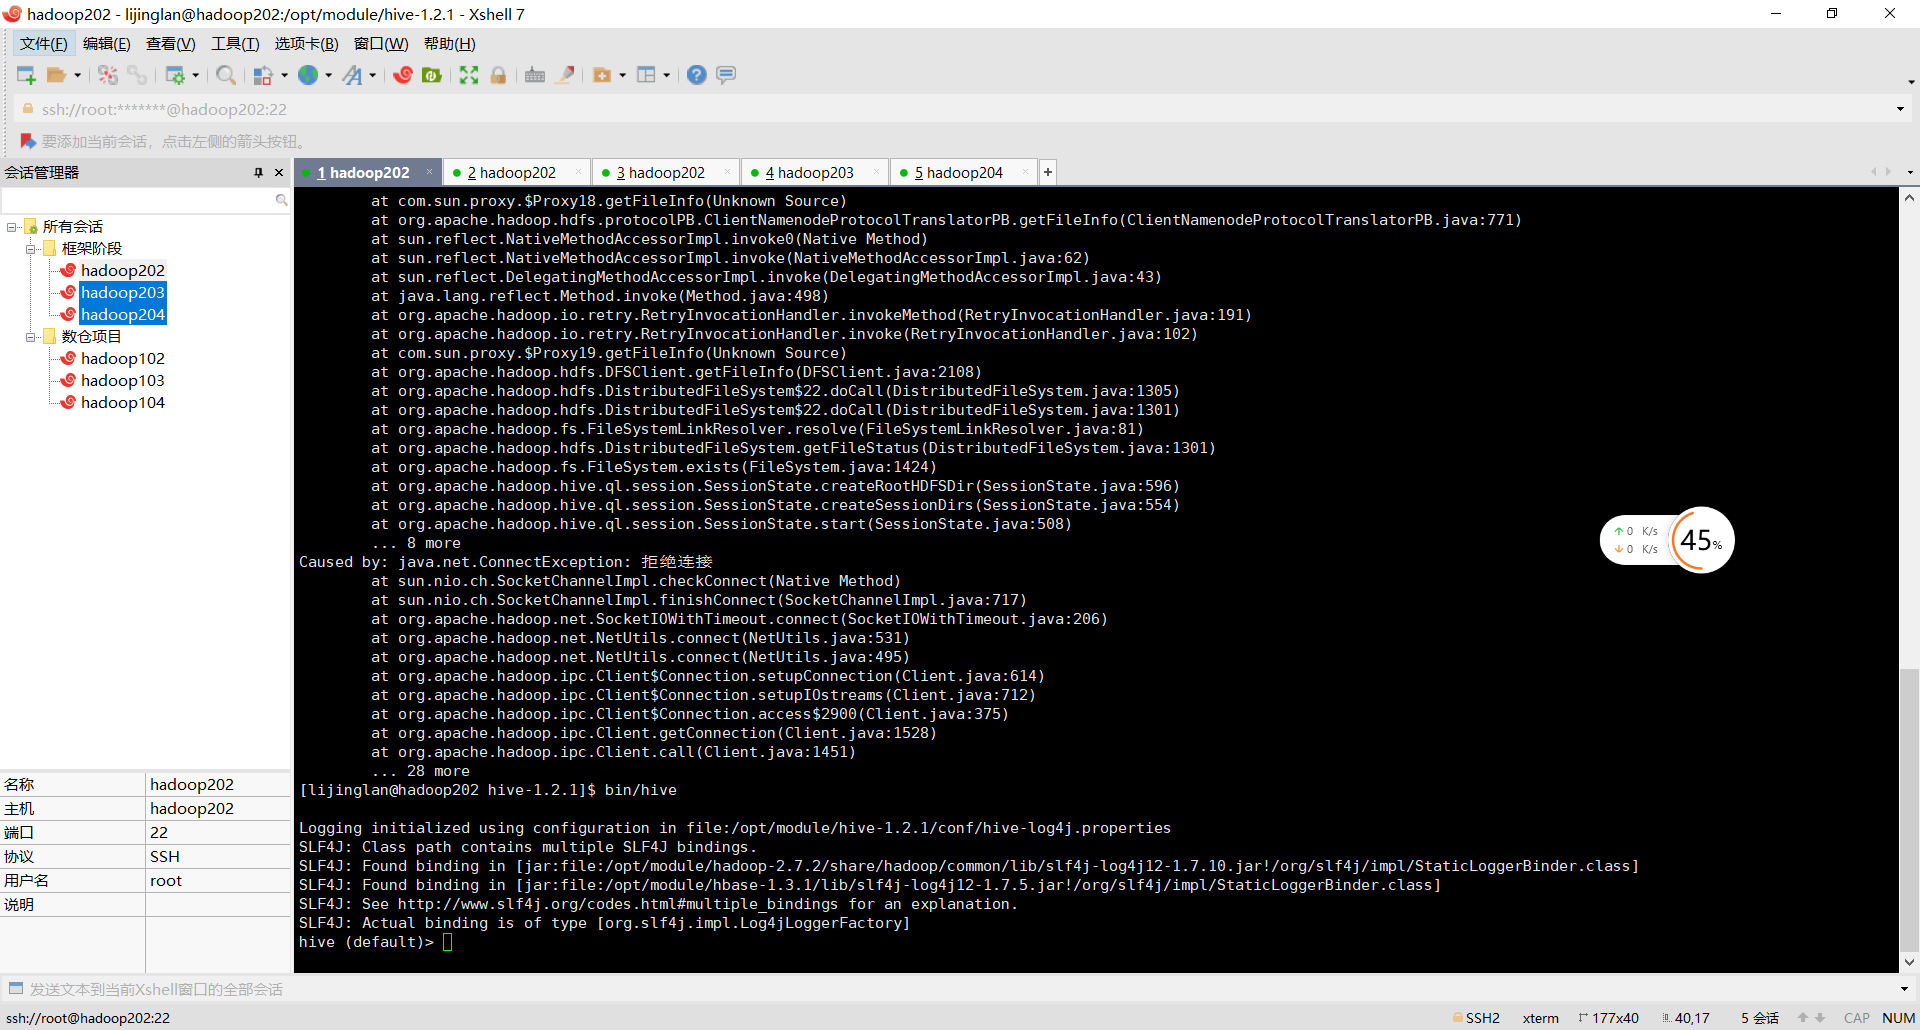 hadoop202 - lijinglan@hadoop202:/opt/module/hive-1.2.1 - Xshell 7
文件(F) 编辑(E) 查看(V) 工具(T) 选项卡(B) 窗口(W) 帮助(H)
ssh://root:*******@hadoop202:22
要添加当前会话，点击左侧的箭头按钮。
会话管理器
1 hadoop202 2 hadoop202 3 hadoop202 4 hadoop203 5 hadoop204
所有会话
框架阶段
hadoop202
hadoop203
hadoop204
数仓项目
hadoop102
hadoop103
hadoop104
名称 hadoop202
主机 hadoop202
端口 22
协议 SSH
用户名 root
说明
at com.sun.proxy.$Proxy18.getFileInfo(Unknown Source)
at org.apache.hadoop.hdfs.protocolPB.ClientNamenodeProtocolTranslatorPB.getFileInfo(ClientNamenodeProtocolTranslatorPB.java:771)
at sun.reflect.NativeMethodAccessorImpl.invoke0(Native Method)
at sun.reflect.NativeMethodAccessorImpl.invoke(NativeMethodAccessorImpl.java:62)
at sun.reflect.DelegatingMethodAccessorImpl.invoke(DelegatingMethodAccessorImpl.java:43)
at java.lang.reflect.Method.invoke(Method.java:498)
at org.apache.hadoop.io.retry.RetryInvocationHandler.invokeMethod(RetryInvocationHandler.java:191)
at org.apache.hadoop.io.retry.RetryInvocationHandler.invoke(RetryInvocationHandler.java:102)
at com.sun.proxy.$Proxy19.getFileInfo(Unknown Source)
at org.apache.hadoop.hdfs.DFSClient.getFileInfo(DFSClient.java:2108)
at org.apache.hadoop.hdfs.DistributedFileSystem$22.doCall(DistributedFileSystem.java:1305)
at org.apache.hadoop.hdfs.DistributedFileSystem$22.doCall(DistributedFileSystem.java:1301)
at org.apache.hadoop.fs.FileSystemLinkResolver.resolve(FileSystemLinkResolver.java:81)
at org.apache.hadoop.hdfs.DistributedFileSystem.getFileStatus(DistributedFileSystem.java:1301)
at org.apache.hadoop.fs.FileSystem.exists(FileSystem.java:1424)
at org.apache.hadoop.hive.ql.session.SessionState.createRootHDFSDir(SessionState.java:596)
at org.apache.hadoop.hive.ql.session.SessionState.createSessionDirs(SessionState.java:554)
at org.apache.hadoop.hive.ql.session.SessionState.start(SessionState.java:508)
... 8 more
Caused by: java.net.ConnectException: 拒绝连接
at sun.nio.ch.SocketChannelImpl.checkConnect(Native Method)
at sun.nio.ch.SocketChannelImpl.finishConnect(SocketChannelImpl.java:717)
at org.apache.hadoop.net.SocketIOWithTimeout.connect(SocketIOWithTimeout.java:206)
at org.apache.hadoop.net.NetUtils.connect(NetUtils.java:531)
at org.apache.hadoop.net.NetUtils.connect(NetUtils.java:495)
at org.apache.hadoop.ipc.Client$Connection.setupConnection(Client.java:614)
at org.apache.hadoop.ipc.Client$Connection.setupIOstreams(Client.java:712)
at org.apache.hadoop.ipc.Client$Connection.access$2900(Client.java:375)
at org.apache.hadoop.ipc.Client.getConnection(Client.java:1528)
at org.apache.hadoop.ipc.Client.call(Client.java:1451)
... 28 more
[lijinglan@hadoop202 hive-1.2.1]$ bin/hive
Logging initialized using configuration in file:/opt/module/hive-1.2.1/conf/hive-log4j.properties
SLF4J: Class path contains multiple SLF4J bindings.
SLF4J: Found binding in [jar:file:/opt/module/hadoop-2.7.2/share/hadoop/common/lib/slf4j-log4j12-1.7.10.jar!/org/slf4j/impl/StaticLoggerBinder.class]
SLF4J: Found binding in [jar:file:/opt/module/hbase-1.3.1/lib/slf4j-log4j12-1.7.5.jar!/org/slf4j/impl/StaticLoggerBinder.class]
SLF4J: See http://www.slf4j.org/codes.html#multiple_bindings for an explanation.
SLF4J: Actual binding is of type [org.slf4j.impl.Log4jLoggerFactory]
hive (default)>
0 K/s
0 K/s
45%
发送文本到当前Xshell窗口的全部会话
ssh://root@hadoop202:22 SSH2 xterm 177x40 40,17 5 会话 CAP NUM